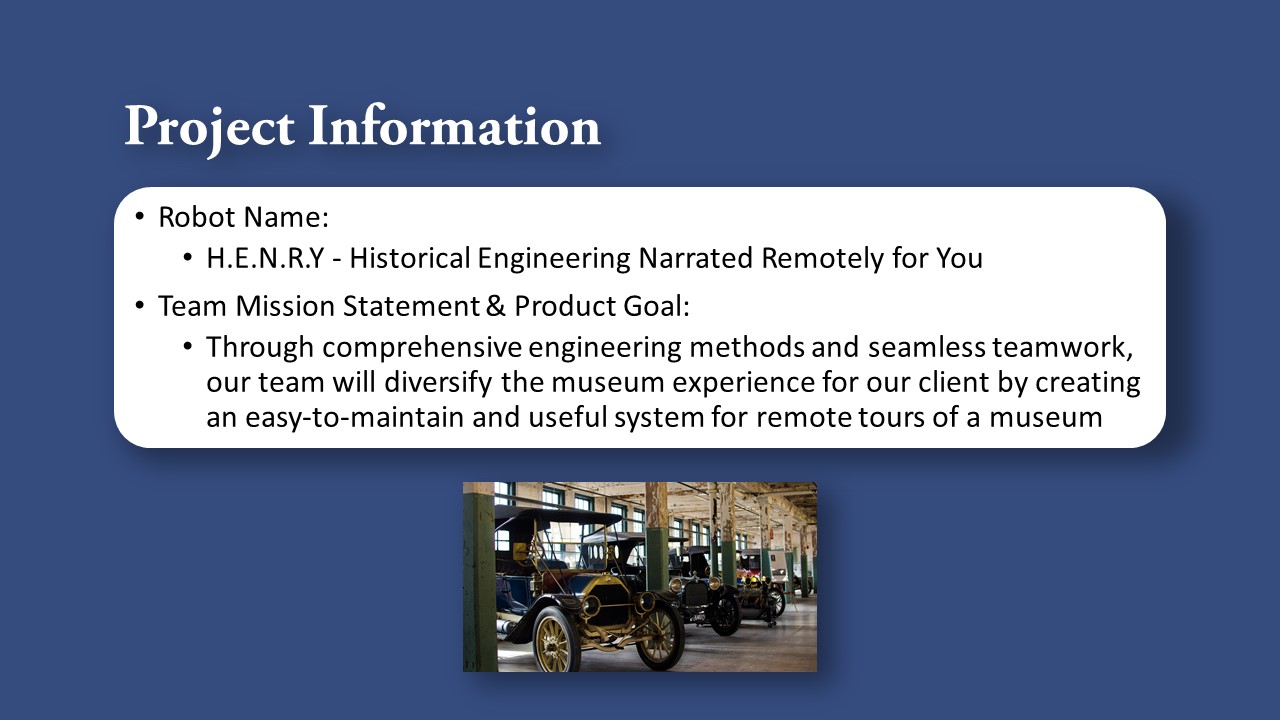 Project Information
• Robot Name:
• H.E.N.R.Y - Historical Engineering Narrated Remotely for You
• Team Mission Statement & Product Goal:
• Through comprehensive engineering methods and seamless teamwork,
our team will diversify the museum experience for our client by creating
an easy-to-maintain and useful system for remote tours of a museum